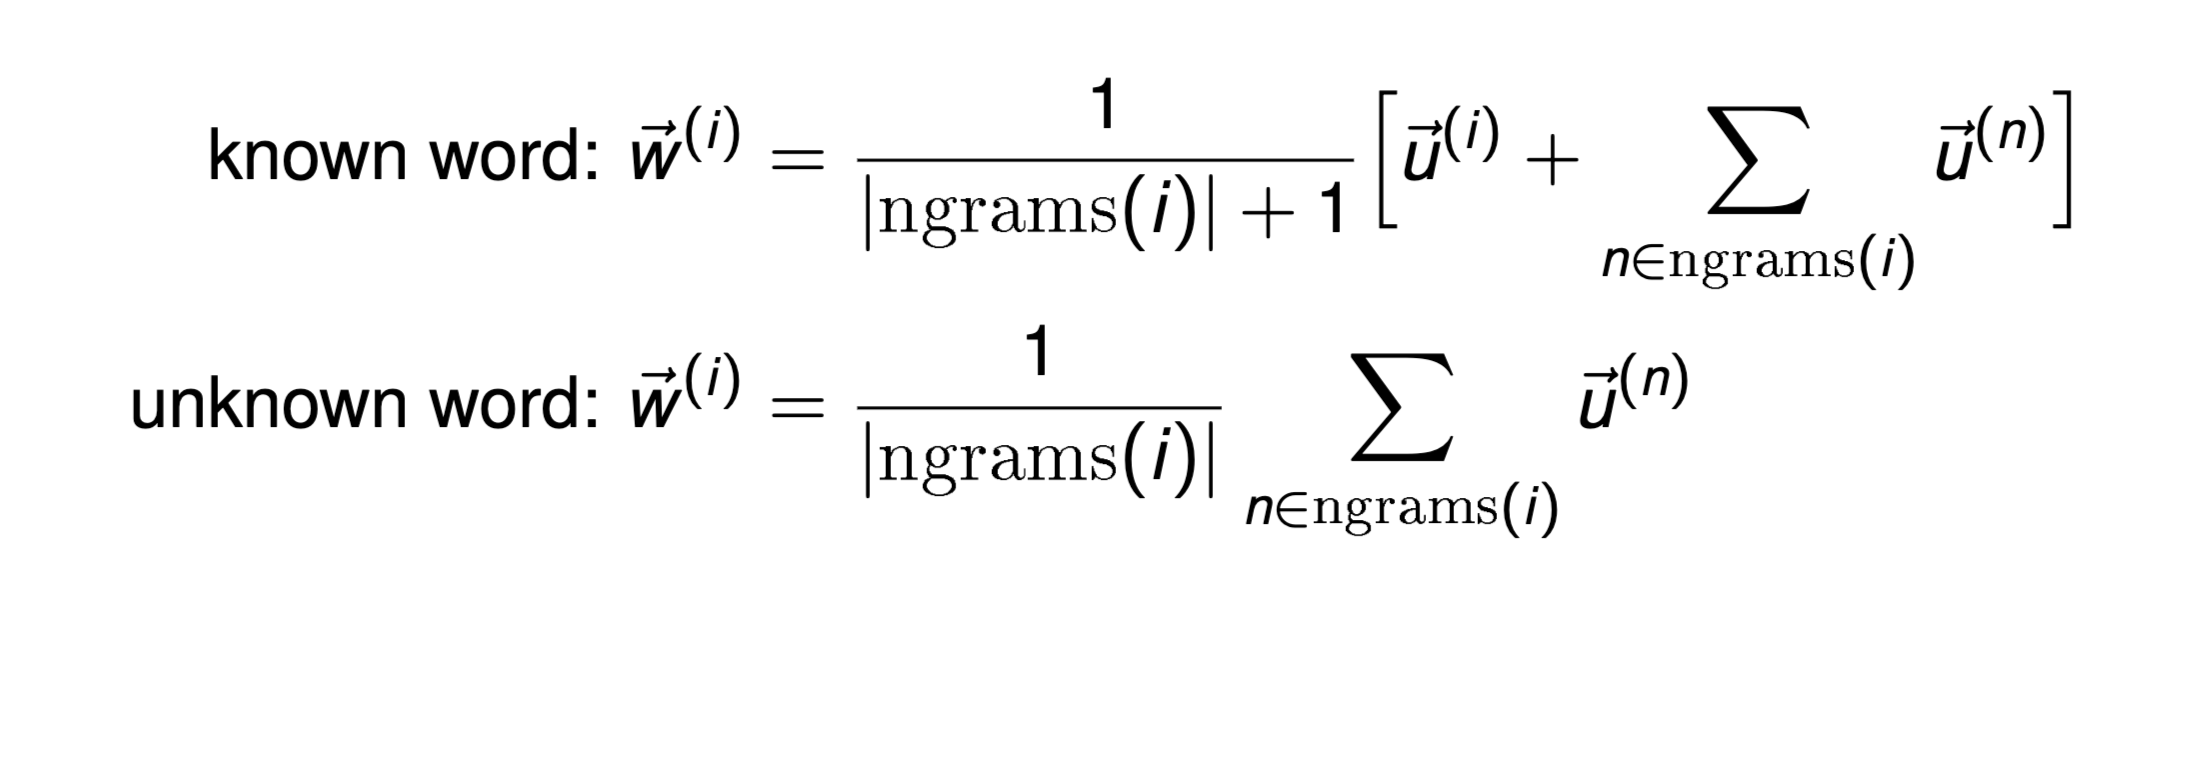 known word: $\vec{w}^{(i)} = \frac{1}{|\mathrm{ngrams}(i)| + 1} \left[ \vec{u}^{(i)} + \sum_{n \in \mathrm{ngrams}(i)} \vec{u}^{(n)} \right]$
unknown word: $\vec{w}^{(i)} = \frac{1}{|\mathrm{ngrams}(i)|} \sum_{n \in \mathrm{ngrams}(i)} \vec{u}^{(n)}$